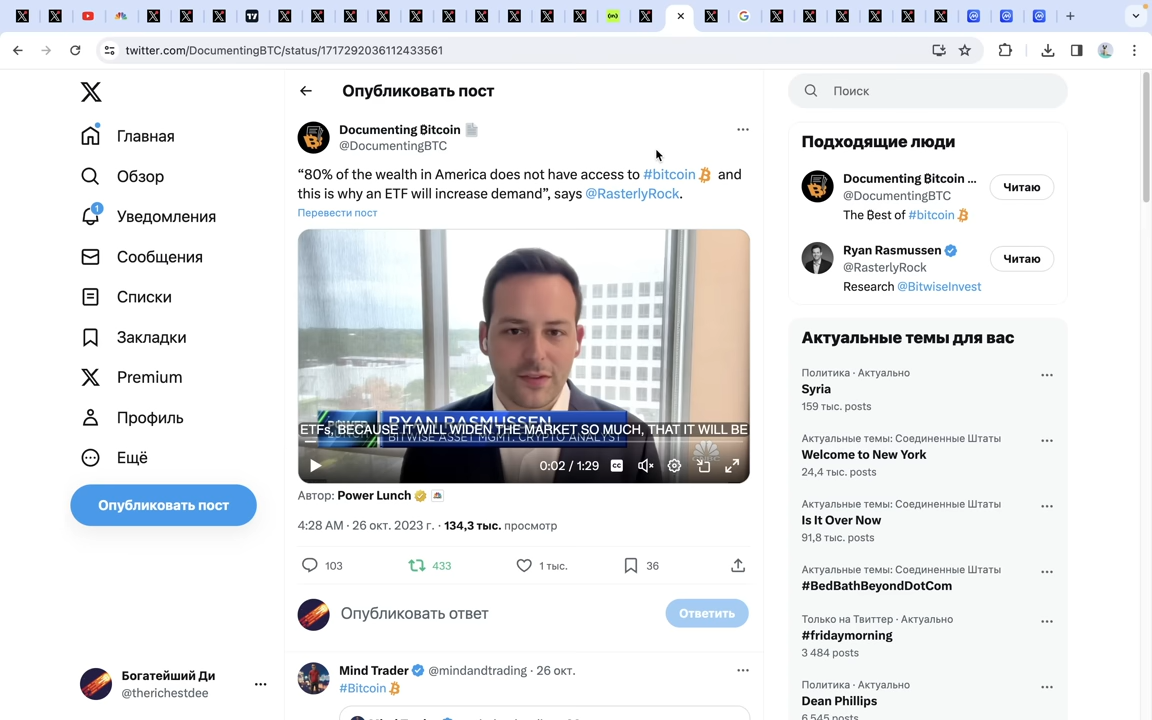 twitter.com/DocumentingBTC/status/1717292036112433561
Опубликовать пост
Поиск
Главная
Обзор
1
Уведомления
Сообщения
Списки
Закладки
Premium
Профиль
Ещё
Опубликовать пост
Богатейший Ди
@therichestdee
Documenting ₿itcoin
@DocumentingBTC
“80% of the wealth in America does not have access to #bitcoin and
this is why an ETF will increase demand”, says @RasterlyRock.
Перевести пост
RYAN RASMUSSEN
ETFs, BECAUSE IT WILL WIDEN THE MARKET SO MUCH, THAT IT WILL BE
BITWISE ASSET MGMT. CRYPTO ANALYST
0:02 / 1:29
CC
Автор: Power Lunch
4:28 AM · 26 окт. 2023 г. · 134,3 тыс. просмотр
103
433
1 тыс.
36
Опубликовать ответ
Ответить
Mind Trader @mindandtrading · 26 окт.
#Bitcoin
Подходящие люди
Documenting ₿itcoin ...
@DocumentingBTC
Читаю
The Best of #bitcoin
Ryan Rasmussen
@RasterlyRock
Читаю
Research @BitwiseInvest
Актуальные темы для вас
Политика · Актуально
Syria
159 тыс. posts
Актуальные темы: Соединенные Штаты
Welcome to New York
24,4 тыс. posts
Актуальные темы: Соединенные Штаты
Is It Over Now
91,8 тыс. posts
Актуальные темы: Соединенные Штаты
#BedBathBeyondDotCom
Только на Твиттер · Актуально
#fridaymorning
3 484 posts
Политика · Актуально
Dean Phillips
6 545 posts